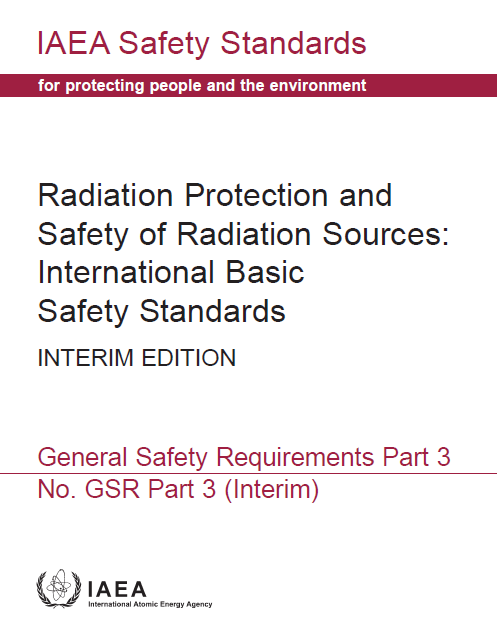 IAEA Safety Standards
for protecting people and the environment
Radiation Protection and
Safety of Radiation Sources:
International Basic
Safety Standards
INTERIM EDITION
General Safety Requirements Part 3
No. GSR Part 3 (Interim)
IAEA
International Atomic Energy Agency